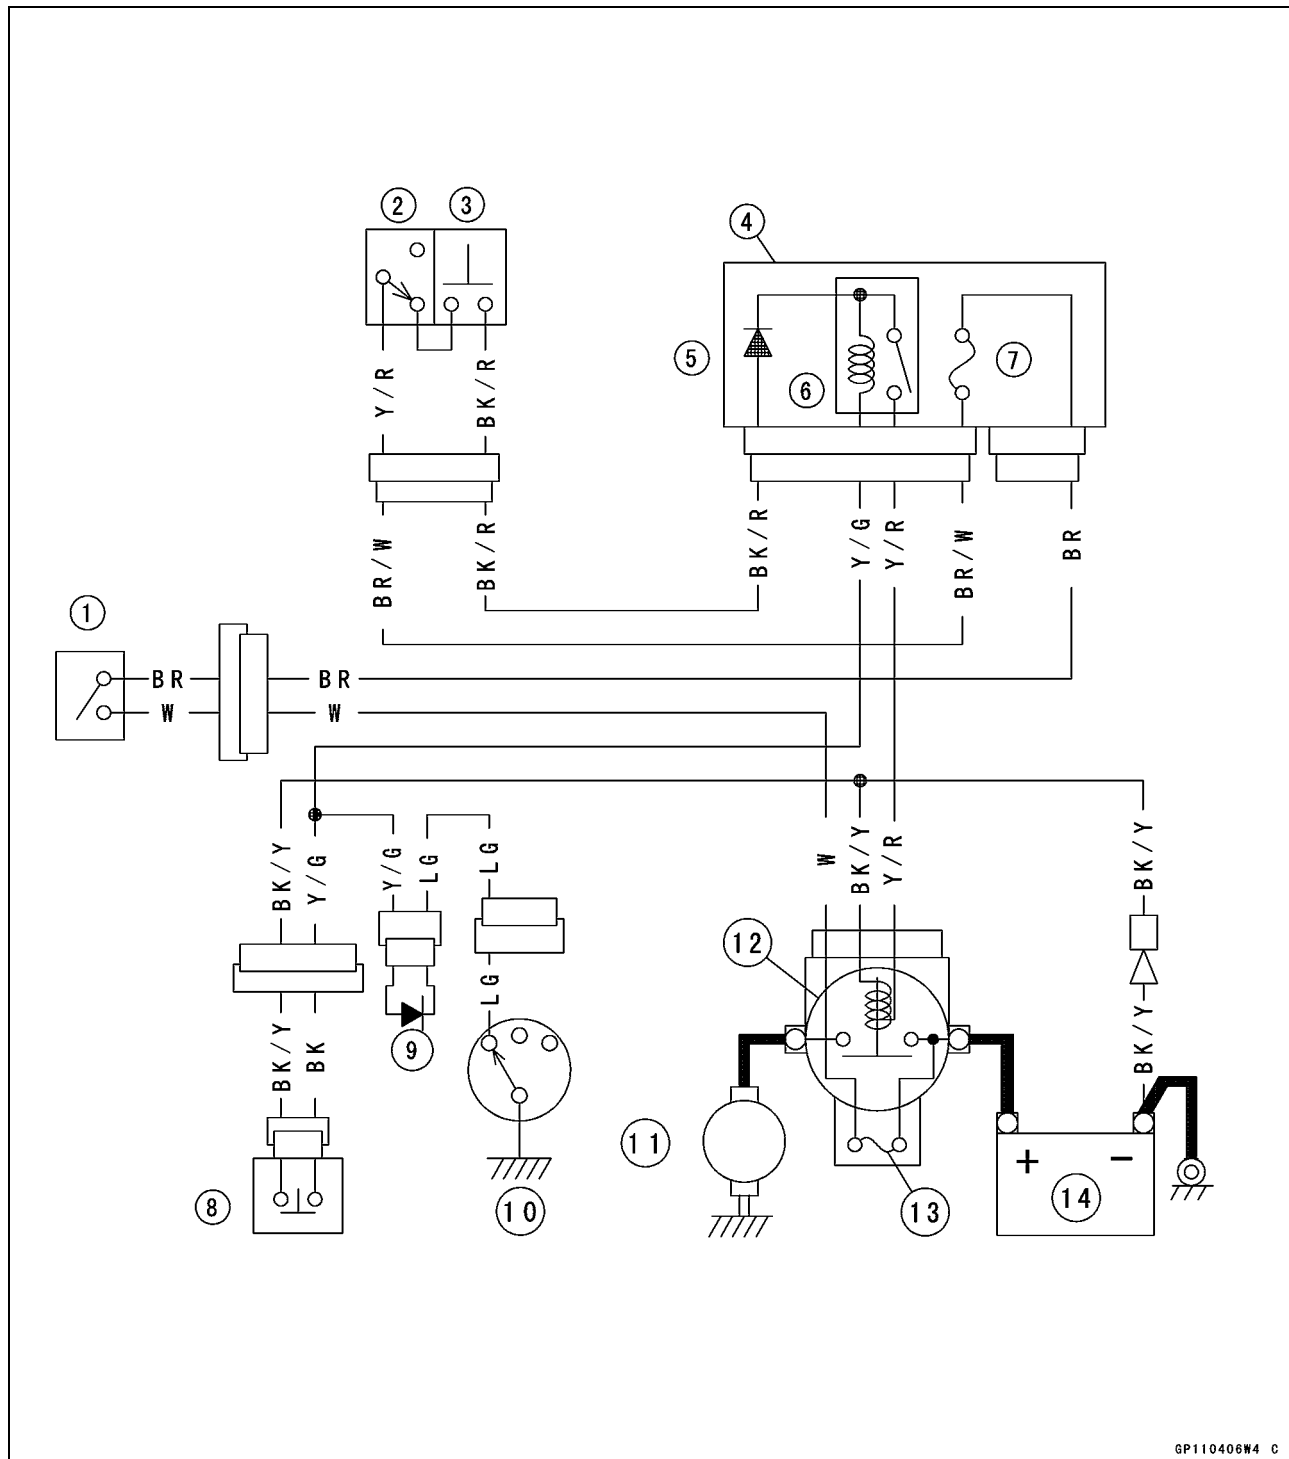 2 3
4
5
6
7
Y/R BK/R
BR/W BK/R BK/R Y/G Y/R BR/W BR
1
BR BR
W W
BK/Y Y/G Y/G LG LG
W BK/Y Y/R BK/Y
12
LG
BK/Y BK BK/Y
9
11
+ −
8 10 13 14
GP110406W4 C